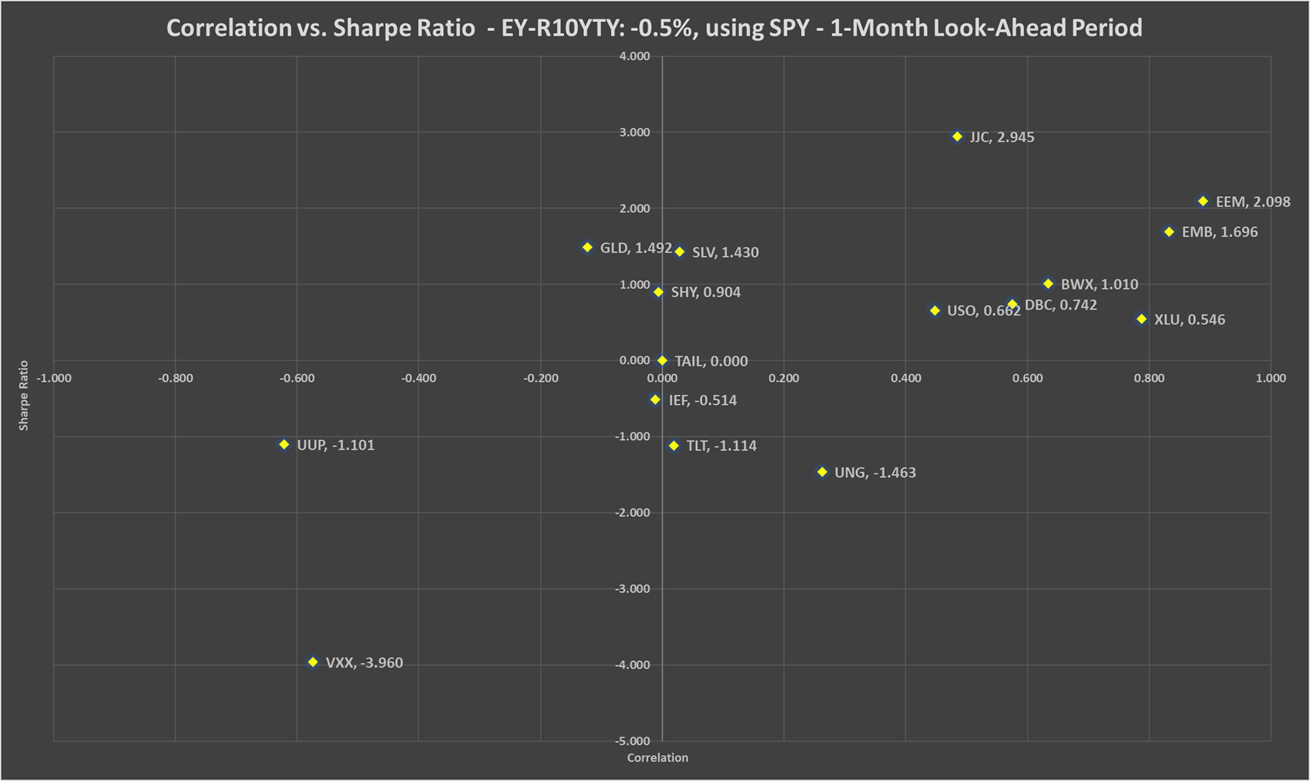 Correlation vs. Sharpe Ratio - EY-R10YTY: -0.5%, using SPY - 1-Month Look-Ahead Period
4.000
3.000
JJC, 2.945
2.000
EEM, 2.098
EMB, 1.696
GLD, 1.492
SLV, 1.430
1.000
BWX, 1.010
SHY, 0.904
DBC, 0.742
USO, 0.662
XLU, 0.546
0.000
TAIL, 0.000
Sharpe Ratio
-1.000
-0.800
-0.600
-0.400
-0.200
0.000
0.200
0.400
0.600
0.800
1.000
IEF, -0.514
-1.000
UUP, -1.101
TLT, -1.114
UNG, -1.463
-2.000
-3.000
VXX, -3.960
-4.000
-5.000
Correlation